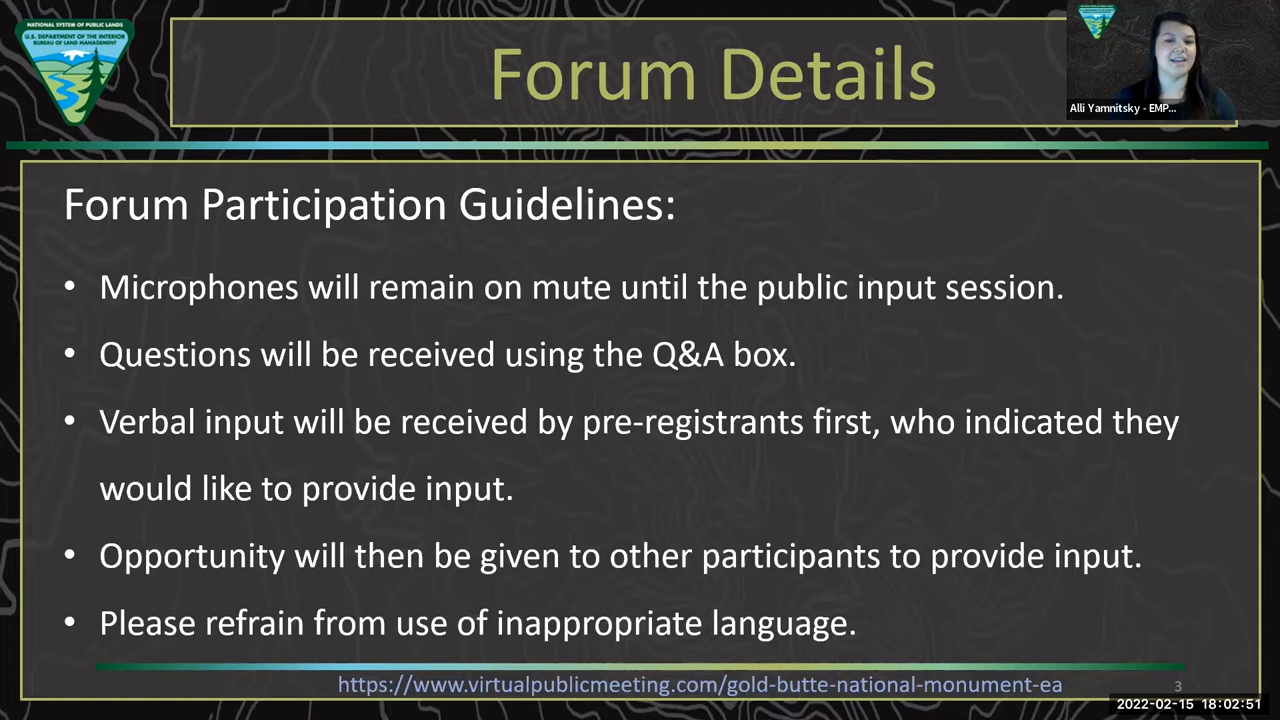 NATIONAL SYSTEM OF PUBLIC LANDS
U.S. DEPARTMENT OF THE INTERIOR
BUREAU OF LAND MANAGEMENT
Forum Details
Alli Yamnitsky - EMP...
Forum Participation Guidelines:
• Microphones will remain on mute until the public input session.
• Questions will be received using the Q&A box.
• Verbal input will be received by pre-registrants first, who indicated they
would like to provide input.
• Opportunity will then be given to other participants to provide input.
• Please refrain from use of inappropriate language.
https://www.virtualpublicmeeting.com/gold-butte-national-monument-ea
3
2022-02-15 18:02:51